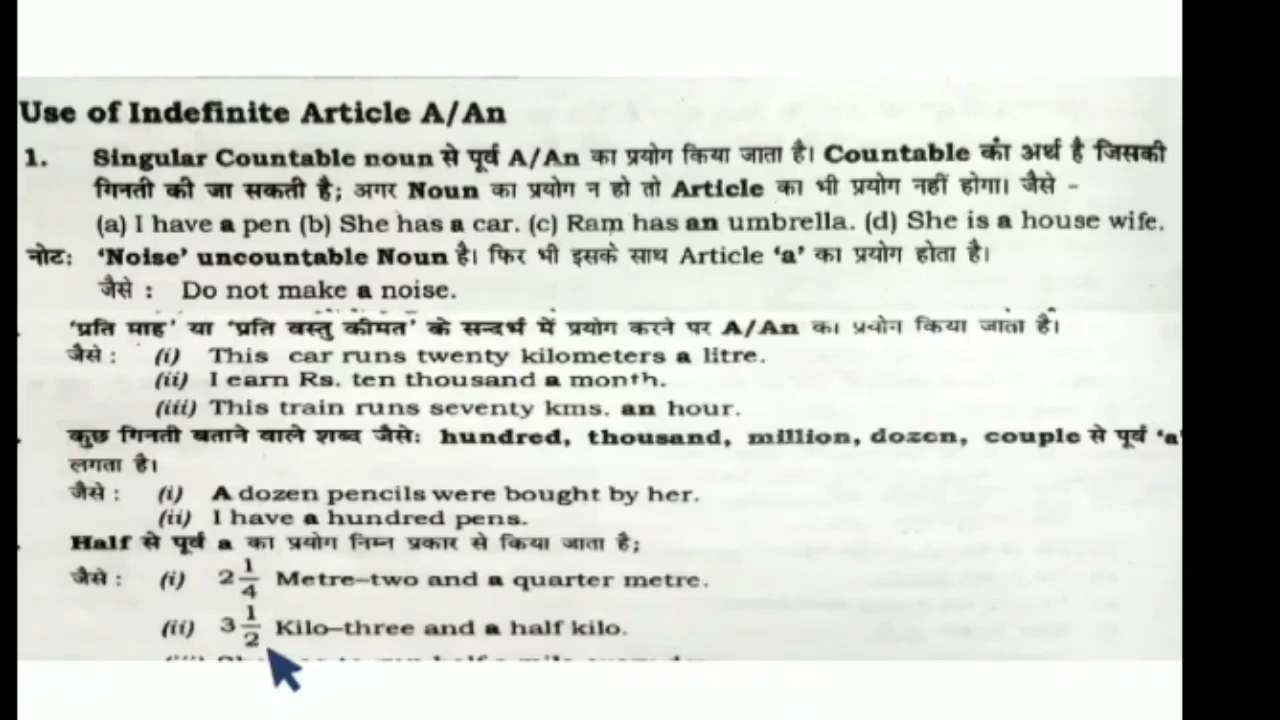 Use of Indefinite Article A/An
1. Singular Countable noun से पूर्व A/An का प्रयोग किया जाता है। Countable का अर्थ है जिसकी
गिनती की जा सकती है; अगर Noun का प्रयोग न हो तो Article का भी प्रयोग नहीं होगा। जैसे -
(a) I have a pen (b) She has a car. (c) Ram has an umbrella. (d) She is a house wife.
नोट: 'Noise' uncountable Noun है। फिर भी इसके साथ Article 'a' का प्रयोग होता है।
जैसे : Do not make a noise.
'प्रति माह' या 'प्रति वस्तु कीमत' के सन्दर्भ में प्रयोग करने पर A/An का प्रयोग किया जाता है।
जैसे : (i) This car runs twenty kilometers a litre.
(ii) I earn Rs. ten thousand a month.
(iii) This train runs seventy kms. an hour.
कुछ गिनती बताने वाले शब्द जैसे: hundred, thousand, million, dozen, couple से पूर्व 'a'
लगता है।
जैसे : (i) A dozen pencils were bought by her.
(ii) I have a hundred pens.
Half से पूर्व a का प्रयोग निम्न प्रकार से किया जाता है;
जैसे : (i) 2 1/4 Metre–two and a quarter metre.
(ii) 3 1/2 Kilo–three and a half kilo.